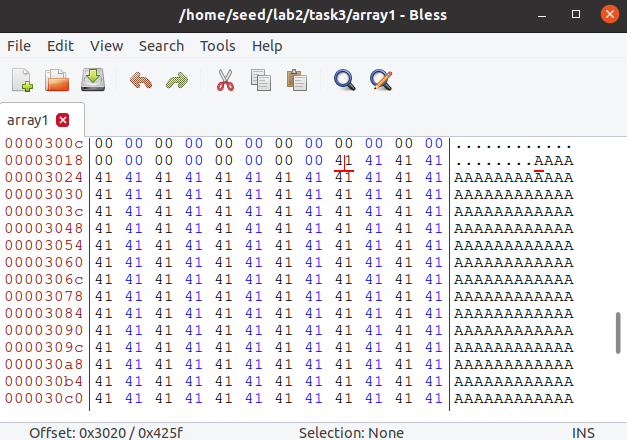 /home/seed/lab2/task3/array1 - Bless
File Edit View Search Tools Help
array1
0000300c 00 00 00 00 00 00 00 00 00 00 00 00 ............
00003018 00 00 00 00 00 00 00 00 41 41 41 41 ........AAAA
00003024 41 41 41 41 41 41 41 41 41 41 41 41 AAAAAAAAAAAA
00003030 41 41 41 41 41 41 41 41 41 41 41 41 AAAAAAAAAAAA
0000303c 41 41 41 41 41 41 41 41 41 41 41 41 AAAAAAAAAAAA
00003048 41 41 41 41 41 41 41 41 41 41 41 41 AAAAAAAAAAAA
00003054 41 41 41 41 41 41 41 41 41 41 41 41 AAAAAAAAAAAA
00003060 41 41 41 41 41 41 41 41 41 41 41 41 AAAAAAAAAAAA
0000306c 41 41 41 41 41 41 41 41 41 41 41 41 AAAAAAAAAAAA
00003078 41 41 41 41 41 41 41 41 41 41 41 41 AAAAAAAAAAAA
00003084 41 41 41 41 41 41 41 41 41 41 41 41 AAAAAAAAAAAA
00003090 41 41 41 41 41 41 41 41 41 41 41 41 AAAAAAAAAAAA
0000309c 41 41 41 41 41 41 41 41 41 41 41 41 AAAAAAAAAAAA
000030a8 41 41 41 41 41 41 41 41 41 41 41 41 AAAAAAAAAAAA
000030b4 41 41 41 41 41 41 41 41 41 41 41 41 AAAAAAAAAAAA
000030c0 41 41 41 41 41 41 41 41 41 41 41 41 AAAAAAAAAAAA
Offset: 0x3020 / 0x425f Selection: None INS